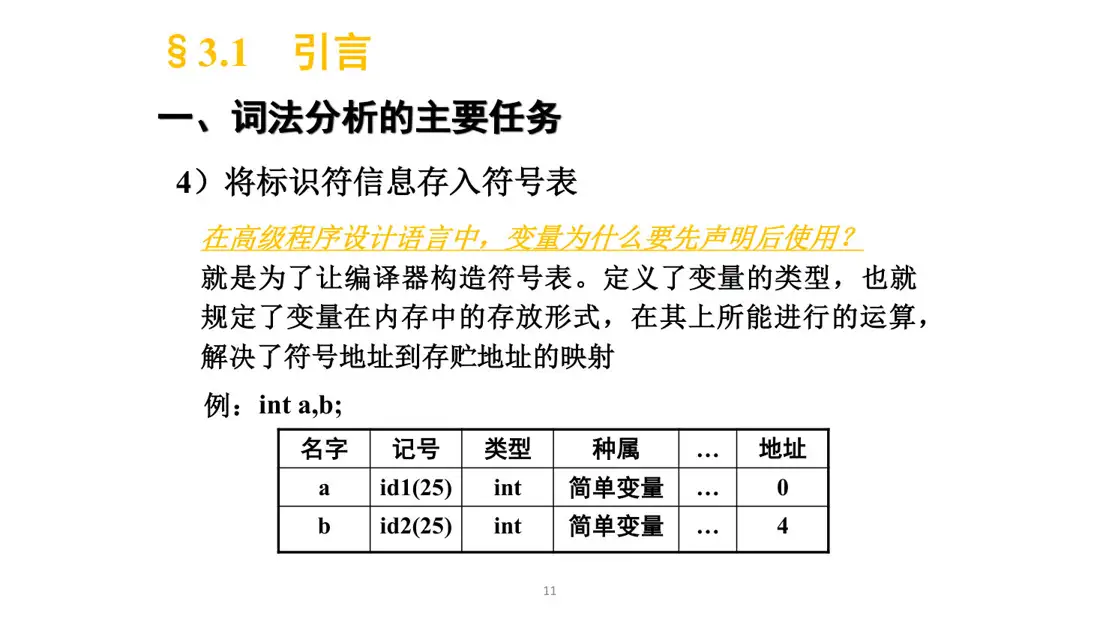 §3.1 引言
一、词法分析的主要任务
4）将标识符信息存入符号表
在高级程序设计语言中，变量为什么要先声明后使用？
就是为了让编译器构造符号表。定义了变量的类型，也就
规定了变量在内存中的存放形式，在其上所能进行的运算，
解决了符号地址到存贮地址的映射
例：int a,b;
名字 记号 类型 种属 … 地址
a id1(25) int 简单变量 … 0
b id2(25) int 简单变量 … 4
11